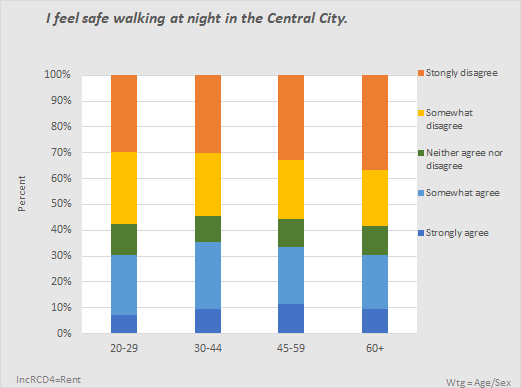 I feel safe walking at night in the Central City.
100%
90%
80%
70%
60%
50%
40%
30%
20%
10%
0%
Percent
20-29
30-44
45-59
60+
Stongly disagree
Somewhat
disagree
Neither agree nor
disagree
Somewhat agree
Strongly agree
IncRCD4=Rent
Wtg = Age/Sex